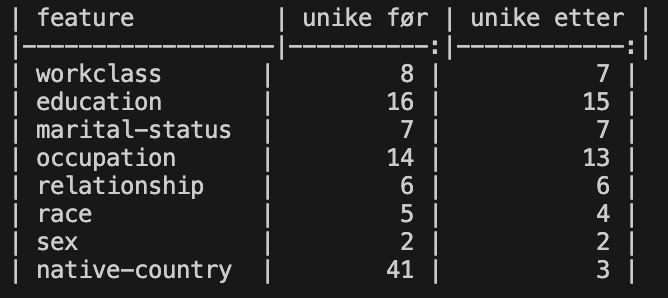 | feature | unike før | unike etter |
|-----------------|----------:|------------:|
| workclass | 8 | 7 |
| education | 16 | 15 |
| marital-status | 7 | 7 |
| occupation | 14 | 13 |
| relationship | 6 | 6 |
| race | 5 | 4 |
| sex | 2 | 2 |
| native-country | 41 | 3 |